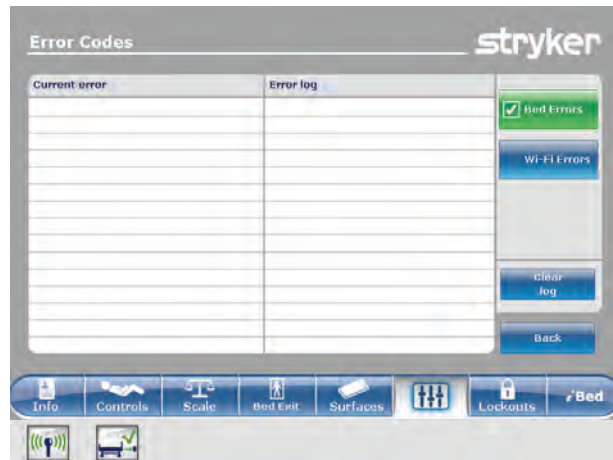 Error Codes
stryker
Current error
Error log
Bed Errors
Wi-Fi Errors
Clear
log
Back
Info
Controls
Scale
Bed Exit
Surfaces
Lockouts
iBed